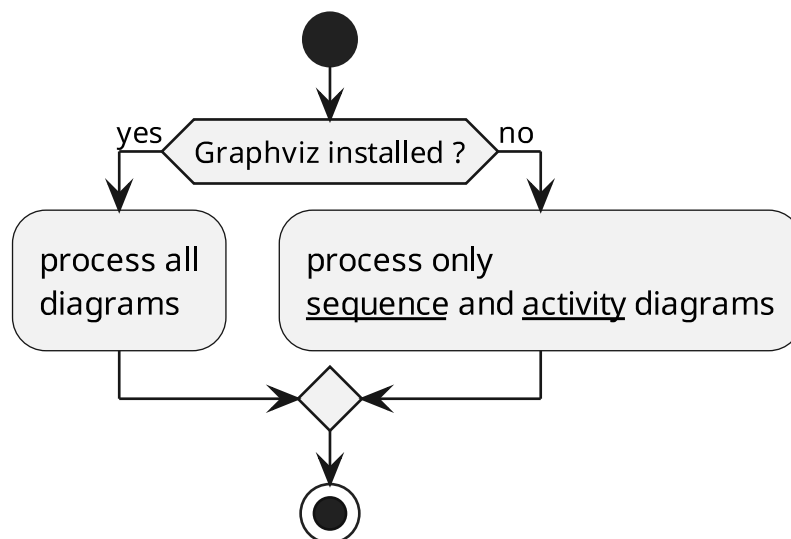 yes
Graphviz installed ?
no
process all
diagrams
process only
sequence and activity diagrams